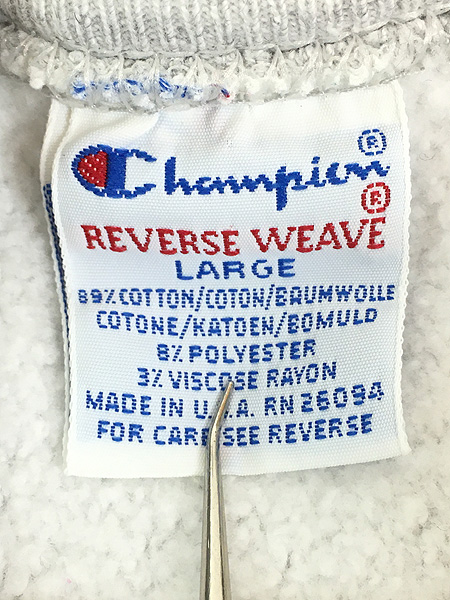 Champion ®
REVERSE WEAVE ®
LARGE
89% COTTON/COTON/BAUMWOLLE
COTONE/KATOEN/BOMULD
8% POLYESTER
3% VISCOSE RAYON
MADE IN U.S.A. RN 26094
FOR CARE SEE REVERSE